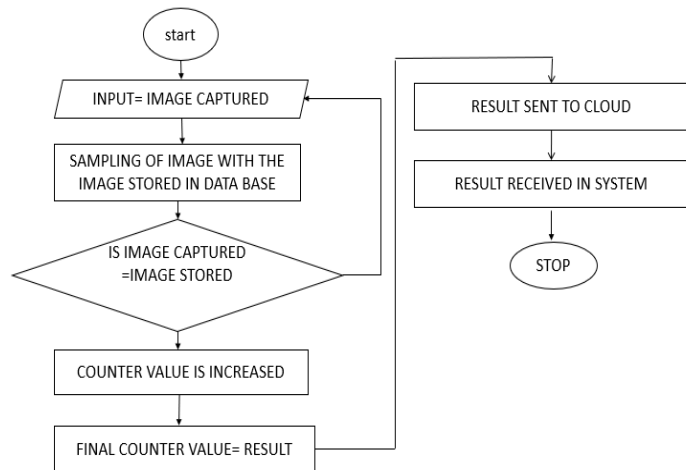 start
INPUT= IMAGE CAPTURED
SAMPLING OF IMAGE WITH THE
IMAGE STORED IN DATA BASE
IS IMAGE CAPTURED
=IMAGE STORED
COUNTER VALUE IS INCREASED
FINAL COUNTER VALUE= RESULT
RESULT SENT TO CLOUD
RESULT RECEIVED IN SYSTEM
STOP